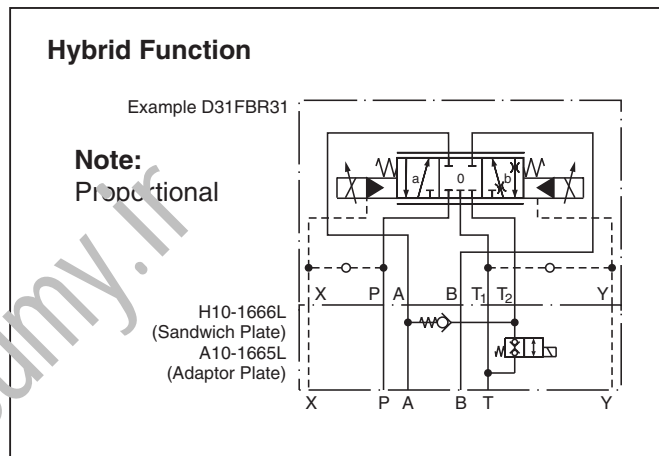 Hybrid Function
Example D31FBR31
Note:
Proportional
a 0 b
X P A B T1 T2 Y
H10-1666L
(Sandwich Plate)
A10-1665L
(Adaptor Plate)
X P A B T Y